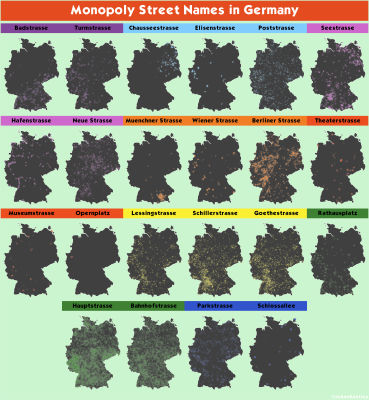 Monopoly Street Names in Germany
Badstrasse Turmstrasse Chausseestrasse Elisenstrasse Poststrasse Seestrasse
Hafenstrasse Neue Strasse Muenchner Strasse Wiener Strasse Berliner Strasse Theaterstrasse
Museumstrasse Opernplatz Lessingstrasse Schillerstrasse Goethestrasse Rathausplatz
Hauptstrasse Bahnhofstrasse Parkstrasse Schlossallee